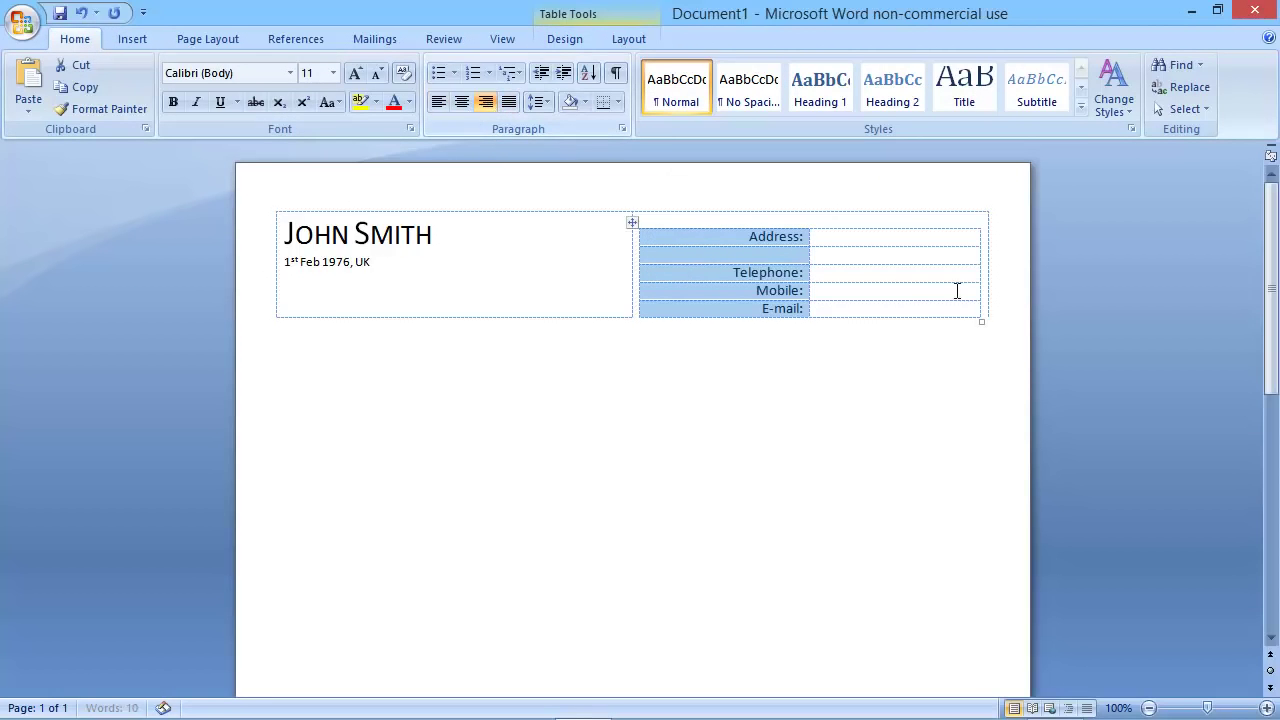 Table Tools
Document1 - Microsoft Word non-commercial use
Home Insert Page Layout References Mailings Review View Design Layout
Paste
Cut
Copy
Format Painter
Clipboard
Calibri (Body) 11
Font
Paragraph
AaBbCcDc AaBbCcDc AaBbC AaBbCc AaB AaBbCc.
¶ Normal ¶ No Spaci... Heading 1 Heading 2 Title Subtitle
Change
Styles
Styles
Find
Replace
Select
Editing
JOHN SMITH
1st Feb 1976, UK
Address:
Telephone:
Mobile:
E-mail:
Page: 1 of 1 Words: 10 100%